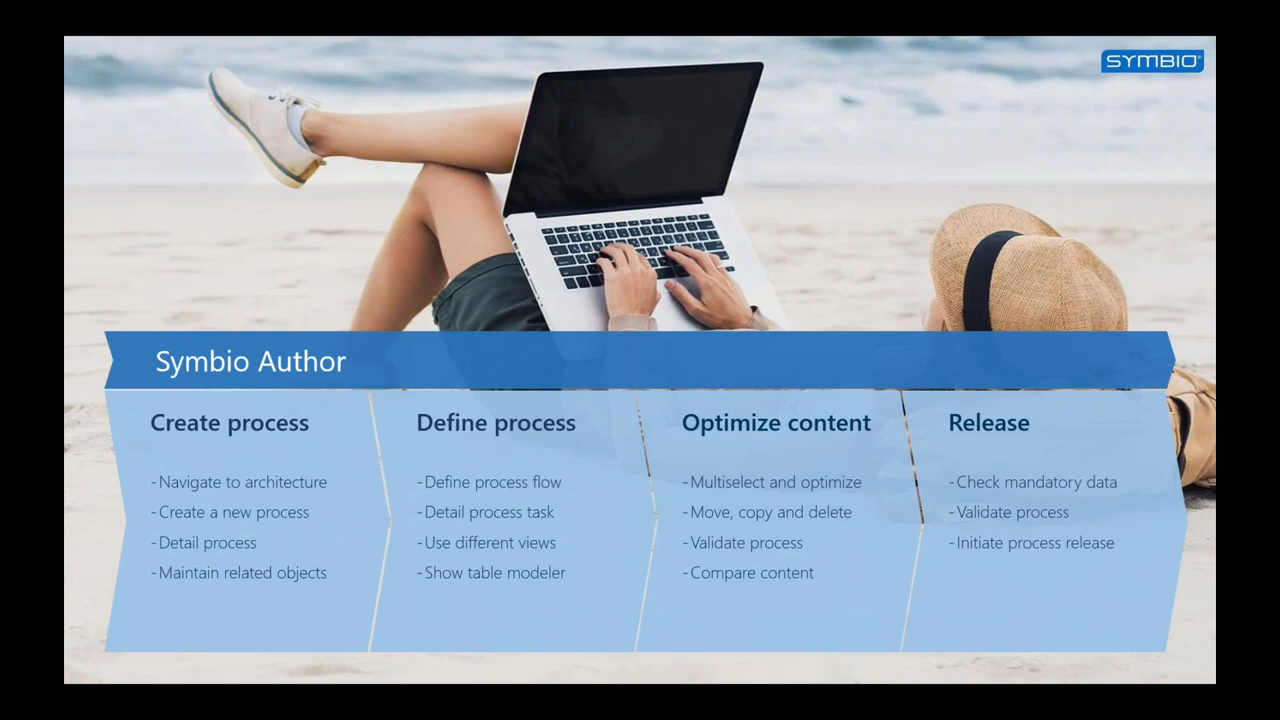 SYMBIO®
Symbio Author
Create process
-Navigate to architecture
-Create a new process
-Detail process
-Maintain related objects
Define process
-Define process flow
-Detail process task
-Use different views
-Show table modeler
Optimize content
-Multiselect and optimize
-Move, copy and delete
-Validate process
-Compare content
Release
-Check mandatory data
-Validate process
-Initiate process release